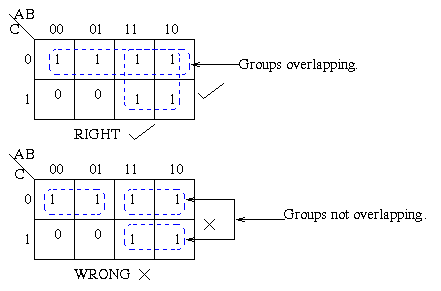 AB
C 00 01 11 10
0 1 1 1 1 Groups overlapping.
1 0 0 1 1
RIGHT
AB
C 00 01 11 10
0 1 1 1 1
Groups not overlapping.
1 0 0 1 1
WRONG